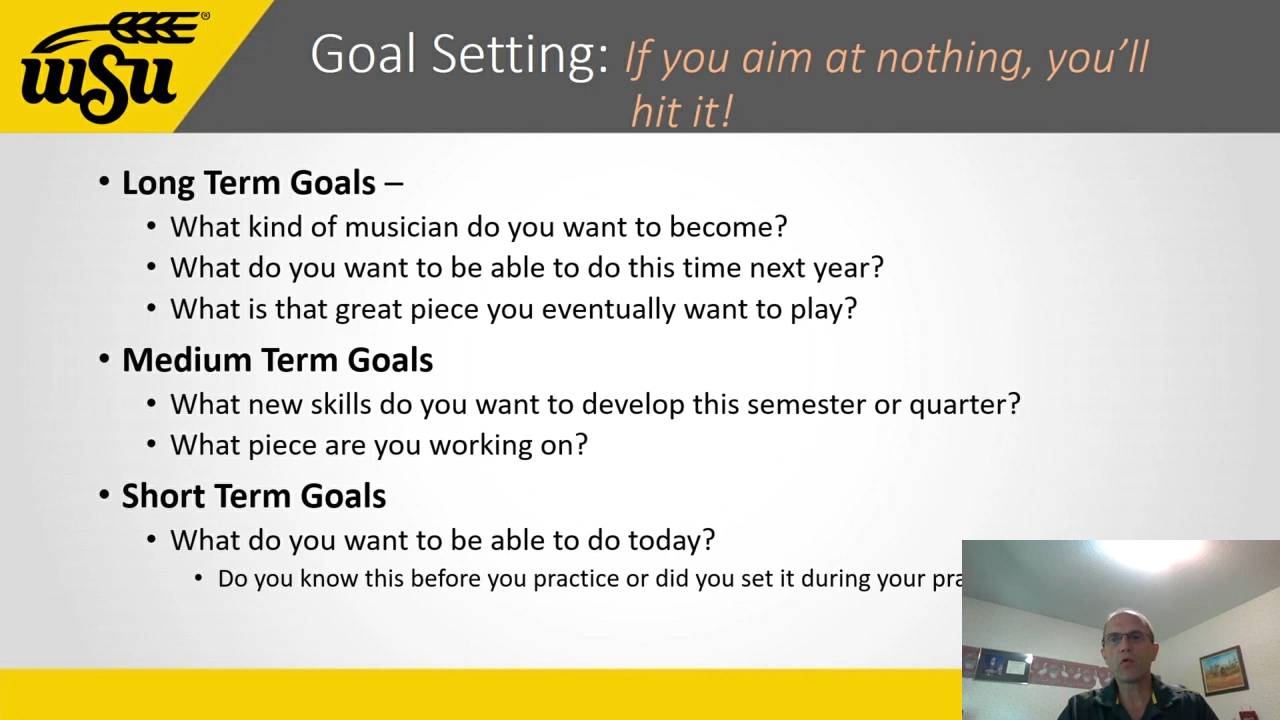 WSU®
Goal Setting: If you aim at nothing, you’ll
hit it!
• Long Term Goals –
• What kind of musician do you want to become?
• What do you want to be able to do this time next year?
• What is that great piece you eventually want to play?
• Medium Term Goals
• What new skills do you want to develop this semester or quarter?
• What piece are you working on?
• Short Term Goals
• What do you want to be able to do today?
• Do you know this before you practice or did you set it during your